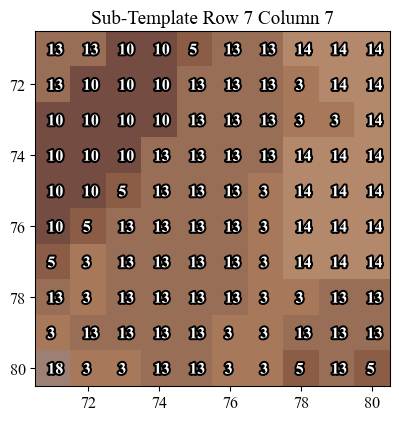 Sub-Template Row 7 Column 7
13 13 10 10 5 13 13 14 14 14
72 13 10 10 10 13 13 13 3 14 14
10 10 10 10 13 13 13 3 3 14
74 10 10 10 13 13 13 13 14 14 14
10 10 5 13 13 13 3 14 14 14
76 10 5 13 13 13 13 3 14 14 14
5 3 13 13 13 13 3 14 14 14
78 13 3 13 13 13 13 3 3 13 13
3 13 13 13 13 3 3 13 13 13
80 18 3 3 13 13 3 3 5 13 5
72 74 76 78 80